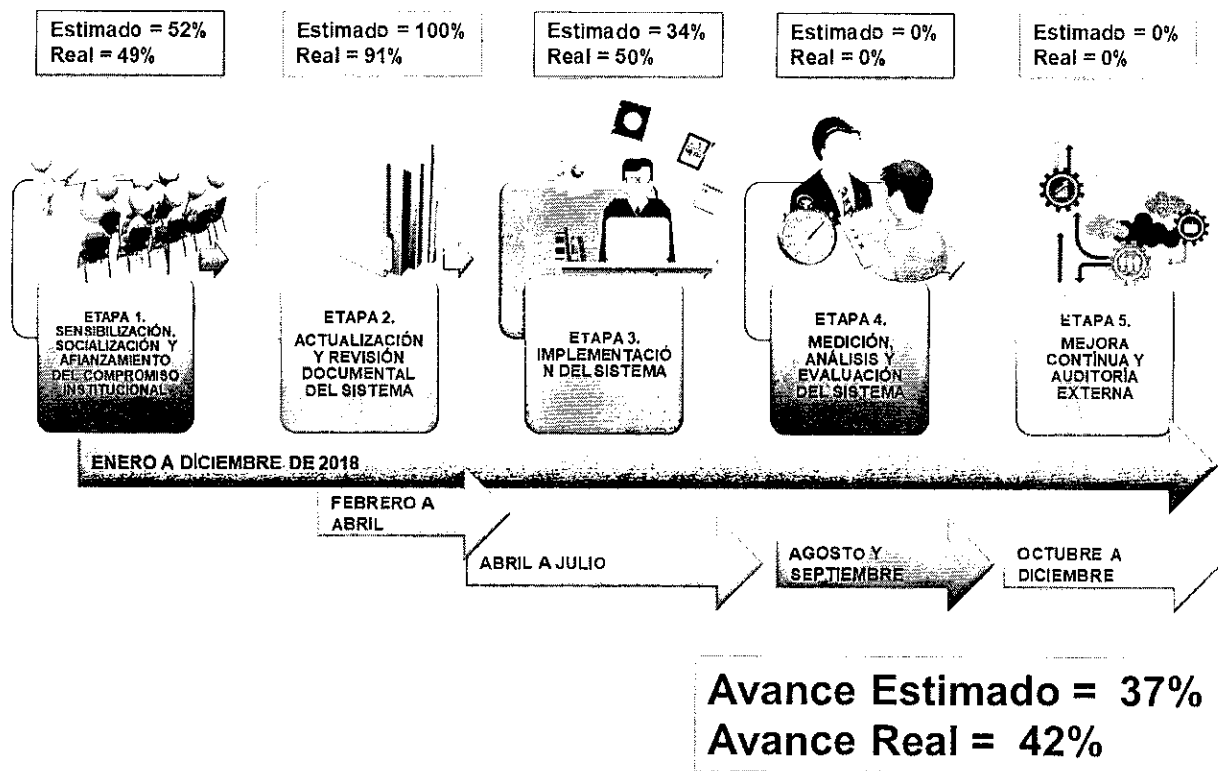 Estimado = 52%
Real = 49%
Estimado = 100%
Real = 91%
Estimado = 34%
Real = 50%
Estimado = 0%
Real = 0%
Estimado = 0%
Real = 0%
ETAPA 1.
SENSIBILIZACIÓN,
SOCIALIZACIÓN Y
AFIANZAMIENTO
DEL COMPROMISO
INSTITUCIONAL
ETAPA 2.
ACTUALIZACIÓN
Y REVISIÓN
DOCUMENTAL
DEL SISTEMA
ETAPA 3.
IMPLEMENTACIÓ
N DEL SISTEMA
ETAPA 4.
MEDICIÓN,
ANÁLISIS Y
EVALUACIÓN
DEL SISTEMA
ETAPA 5.
MEJORA
CONTÍNUA Y
AUDITORÍA
EXTERNA
ENERO A DICIEMBRE DE 2018
FEBRERO A
ABRIL
ABRIL A JULIO
AGOSTO Y
SEPTIEMBRE
OCTUBRE A
DICIEMBRE
Avance Estimado = 37%
Avance Real = 42%